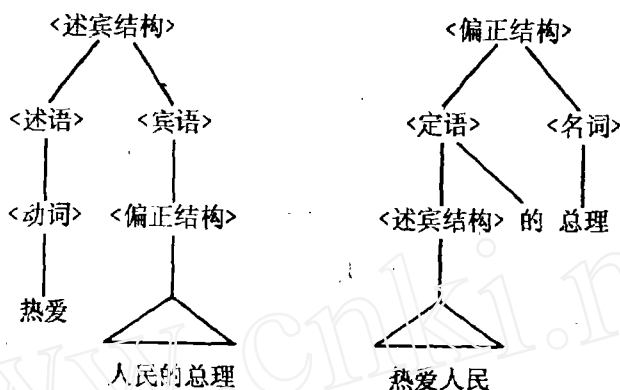 <述宾结构> <偏正结构>
<述语> <宾语> <定语> <名词>
<动词> <偏正结构> <述宾结构> 的 总理
热爱
人民的总理 热爱人民
www.cnki.n